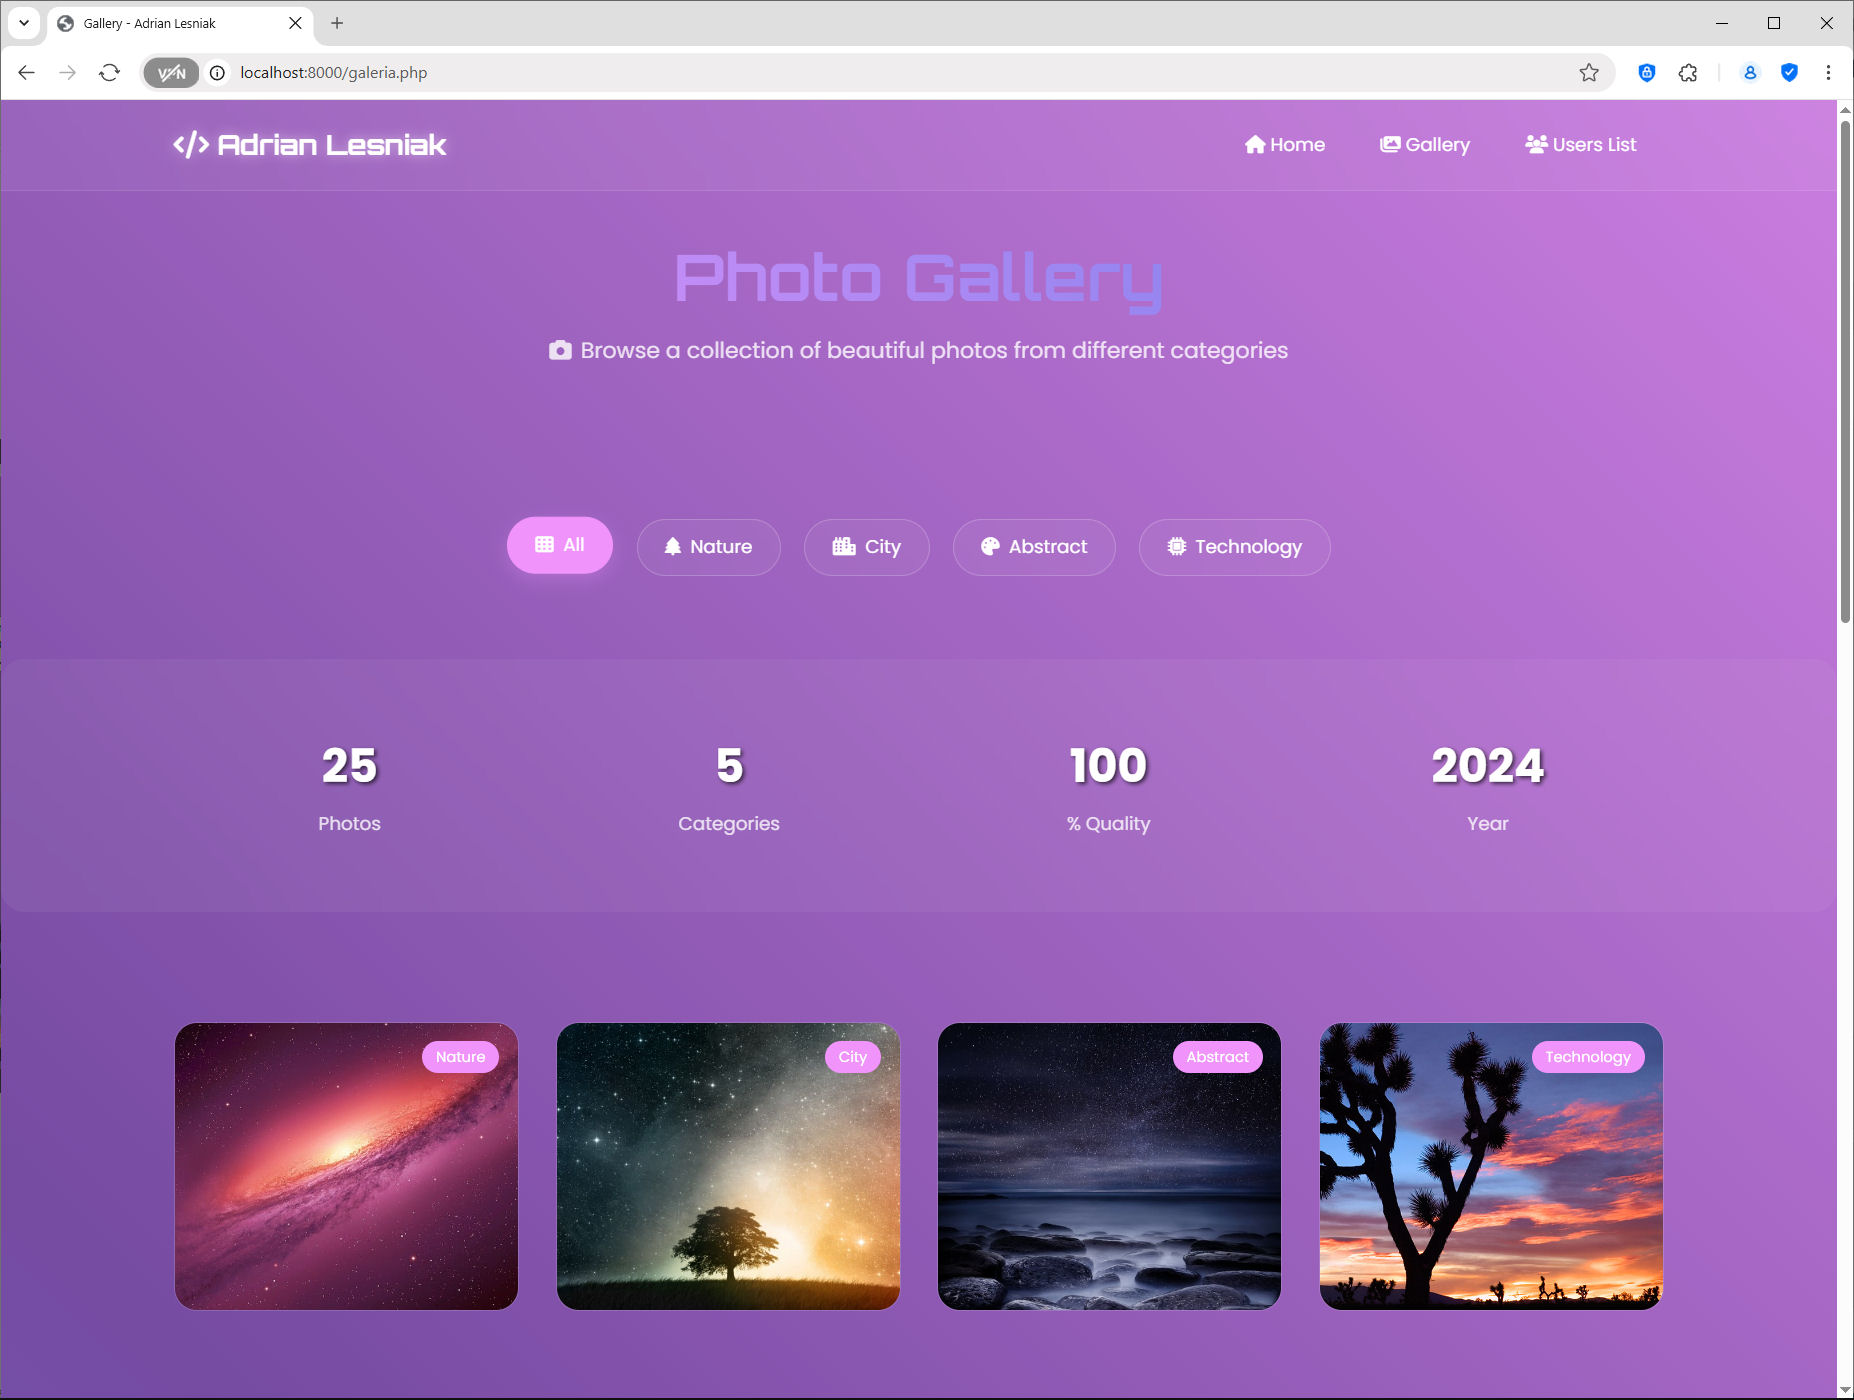 Gallery - Adrian Lesniak
VPN
localhost:8000/galeria.php
</> Adrian Lesniak
Home
Gallery
Users List
Photo Gallery
Browse a collection of beautiful photos from different categories
All
Nature
City
Abstract
Technology
25
5
100
2024
Photos
Categories
% Quality
Year
Nature
City
Abstract
Technology